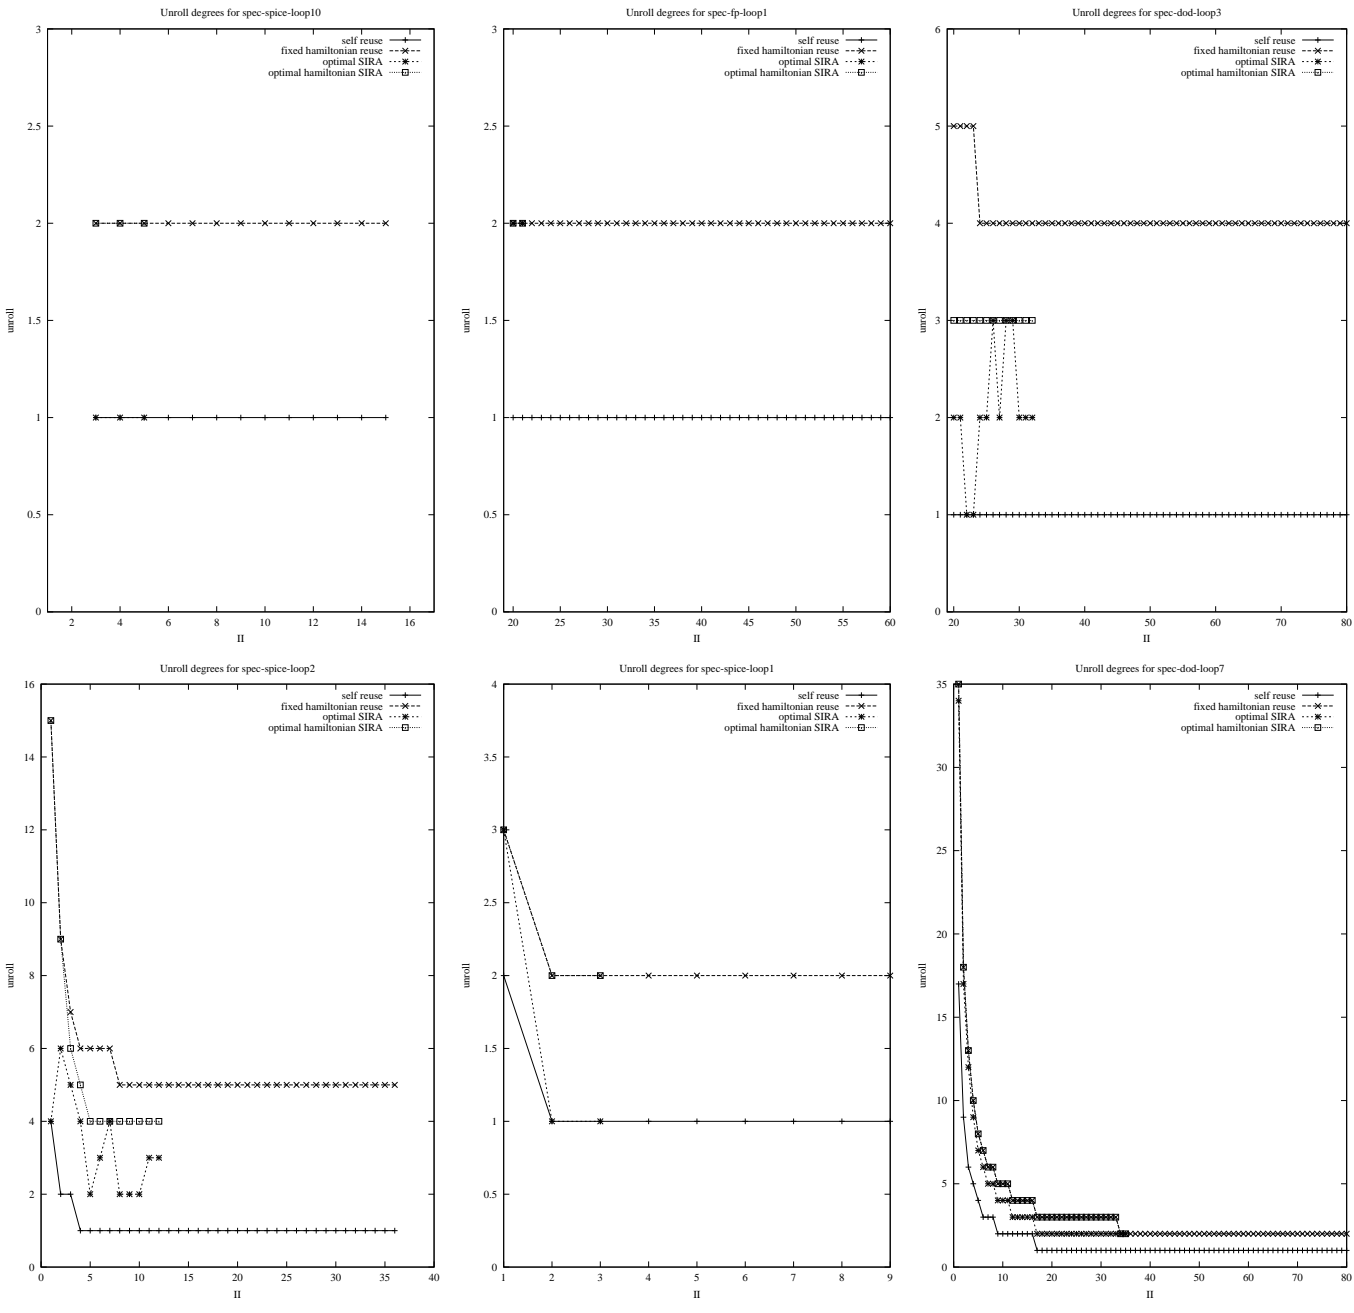 Unroll degrees for spec-spice-loop10
3
self reuse
fixed hamiltonian reuse
optimal SIRA
optimal hamiltonian SIRA
2.5
2
unroll
1.5
1
0.5
0
2 4 6 8 10 12 14 16
II
Unroll degrees for spec-fp-loop1
3
self reuse
fixed hamiltonian reuse
optimal SIRA
optimal hamiltonian SIRA
2.5
2
unroll
1.5
1
0.5
0
20 25 30 35 40 45 50 55 60
II
Unroll degrees for spec-dod-loop3
6
self reuse
fixed hamiltonian reuse
optimal SIRA
optimal hamiltonian SIRA
5
4
unroll
3
2
1
0
20 30 40 50 60 70 80
II
Unroll degrees for spec-spice-loop2
16
self reuse
fixed hamiltonian reuse
optimal SIRA
optimal hamiltonian SIRA
14
12
10
unroll
8
6
4
2
0
0 5 10 15 20 25 30 35 40
II
Unroll degrees for spec-spice-loop1
4
self reuse
fixed hamiltonian reuse
optimal SIRA
optimal hamiltonian SIRA
3.5
3
2.5
unroll
2
1.5
1
0.5
0
1 2 3 4 5 6 7 8 9
II
Unroll degrees for spec-dod-loop7
35
self reuse
fixed hamiltonian reuse
optimal SIRA
optimal hamiltonian SIRA
30
25
20
unroll
15
10
5
0
0 10 20 30 40 50 60 70 80
II